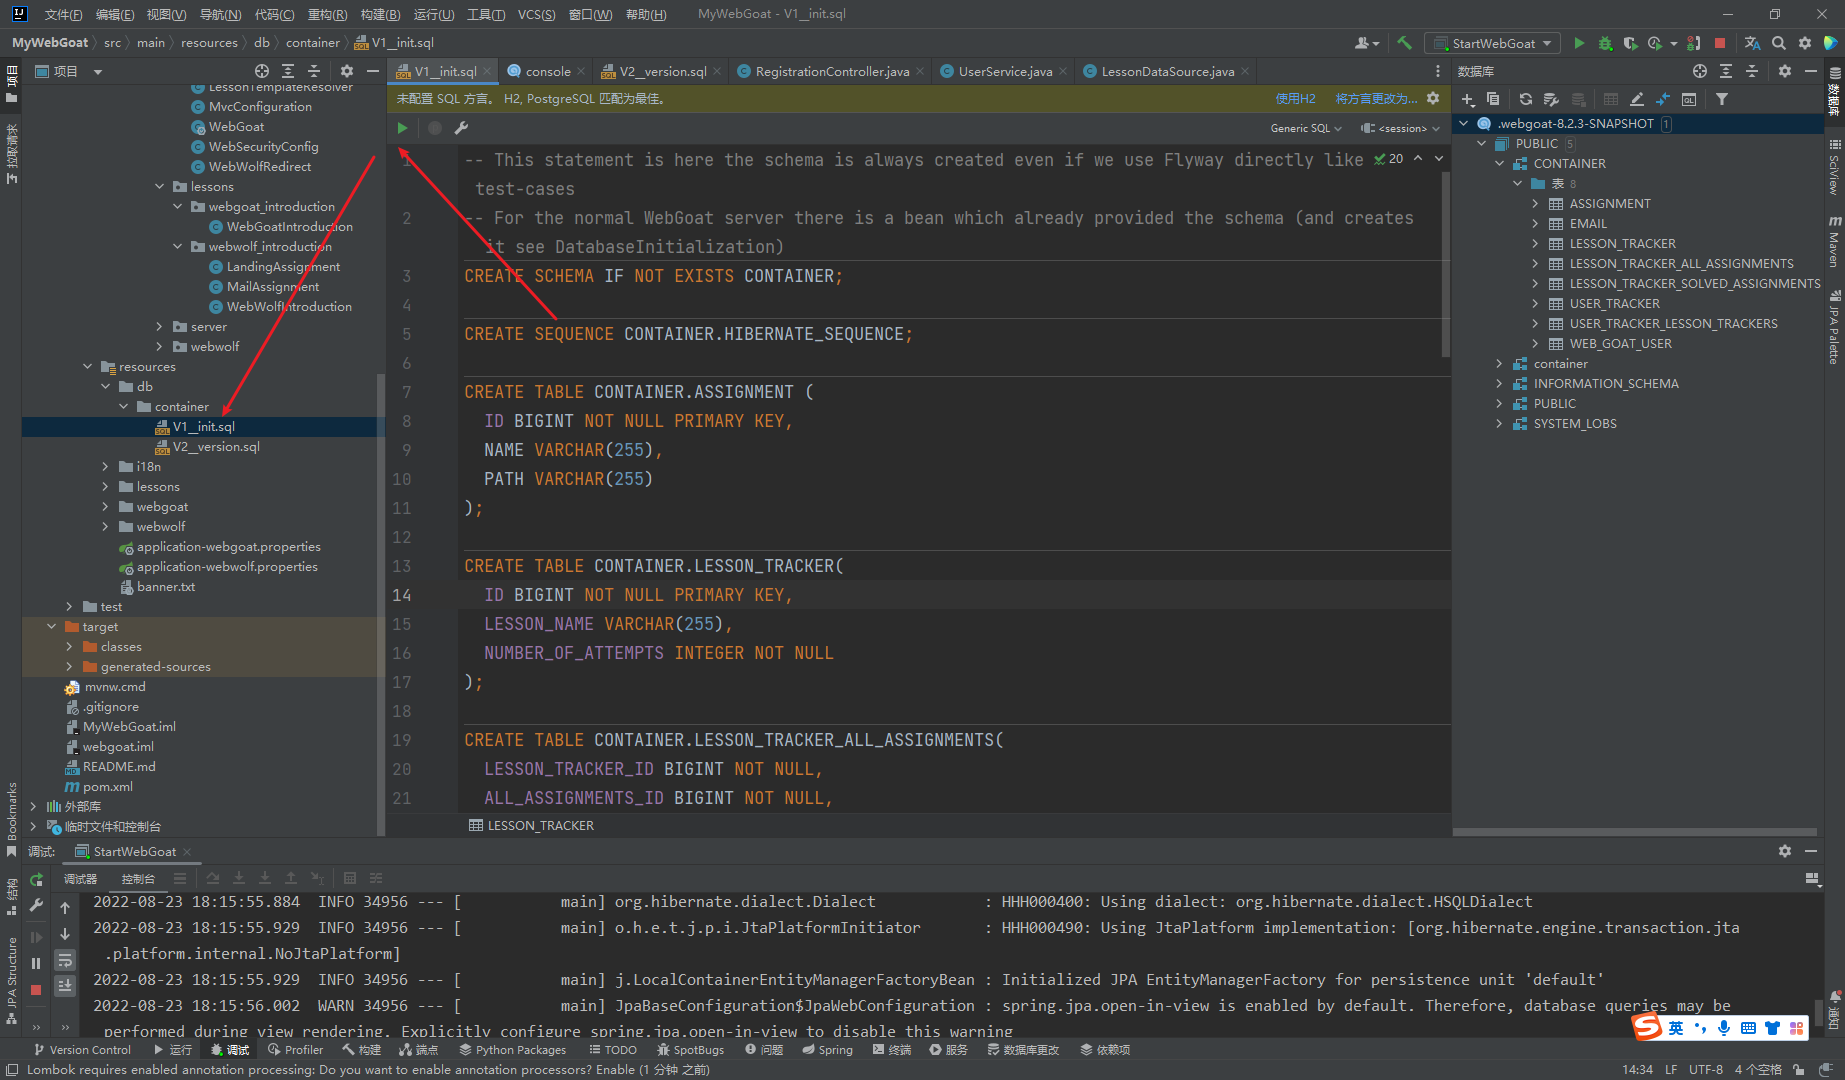 文件(F) 编辑(E) 视图(V) 导航(N) 代码(C) 重构(R) 构建(B) 运行(U) 工具(T) VCS(S) 窗口(W) 帮助(H) MyWebGoat - V1__init.sql
MyWebGoat src main resources db container V1__init.sql
StartWebGoat
项目
V1__init.sql console V2__version.sql RegistrationController.java UserService.java LessonDataSource.java
数据库
未配置 SQL 方言。 H2, PostgreSQL 匹配为最佳。 使用H2 将方言更改为...
Generic SQL <session>
项目
拉取请求
Bookmarks
结构
JPA Structure
LessonTemplateResolver
MvcConfiguration
WebGoat
WebSecurityConfig
WebWolfRedirect
lessons
webgoat_introduction
WebGoatIntroduction
webwolf_introduction
LandingAssignment
MailAssignment
WebWolfIntroduction
server
webwolf
resources
db
container
V1__init.sql
V2__version.sql
i18n
lessons
webgoat
webwolf
application-webgoat.properties
application-webwolf.properties
banner.txt
test
target
classes
generated-sources
mvnw.cmd
.gitignore
MyWebGoat.iml
webgoat.iml
README.md
pom.xml
外部库
临时文件和控制台
1 -- This statement is here the schema is always created even if we use Flyway directly like
test-cases
20
2 -- For the normal WebGoat server there is a bean which already provided the schema (and creates
it see DatabaseInitialization)
3 CREATE SCHEMA IF NOT EXISTS CONTAINER;
4
5 CREATE SEQUENCE CONTAINER.HIBERNATE_SEQUENCE;
6
7 CREATE TABLE CONTAINER.ASSIGNMENT (
8 ID BIGINT NOT NULL PRIMARY KEY,
9 NAME VARCHAR(255),
10 PATH VARCHAR(255)
11 );
12
13 CREATE TABLE CONTAINER.LESSON_TRACKER(
14 ID BIGINT NOT NULL PRIMARY KEY,
15 LESSON_NAME VARCHAR(255),
16 NUMBER_OF_ATTEMPTS INTEGER NOT NULL
17 );
18
19 CREATE TABLE CONTAINER.LESSON_TRACKER_ALL_ASSIGNMENTS(
20 LESSON_TRACKER_ID BIGINT NOT NULL,
21 ALL_ASSIGNMENTS_ID BIGINT NOT NULL,
LESSON_TRACKER
.webgoat-8.2.3-SNAPSHOT 1
PUBLIC 5
CONTAINER
表 8
ASSIGNMENT
EMAIL
LESSON_TRACKER
LESSON_TRACKER_ALL_ASSIGNMENTS
LESSON_TRACKER_SOLVED_ASSIGNMENTS
USER_TRACKER
USER_TRACKER_LESSON_TRACKERS
WEB_GOAT_USER
container
INFORMATION_SCHEMA
PUBLIC
SYSTEM_LOBS
数据库
SciView
Maven
JPA Palette
通知
调试: StartWebGoat
调试器 控制台
2022-08-23 18:15:55.884 INFO 34956 --- [ main] org.hibernate.dialect.Dialect : HHH000400: Using dialect: org.hibernate.dialect.HSQLDialect
2022-08-23 18:15:55.929 INFO 34956 --- [ main] o.h.e.t.j.p.i.JtaPlatformInitiator : HHH000490: Using JtaPlatform implementation: [org.hibernate.engine.transaction.jta
.platform.internal.NoJtaPlatform]
2022-08-23 18:15:55.929 INFO 34956 --- [ main] j.LocalContainerEntityManagerFactoryBean : Initialized JPA EntityManagerFactory for persistence unit 'default'
2022-08-23 18:15:56.002 WARN 34956 --- [ main] JpaBaseConfiguration$JpaWebConfiguration : spring.jpa.open-in-view is enabled by default. Therefore, database queries may be
performed during view rendering. Explicitly configure spring.jpa.open-in-view to disable this warning
英
Version Control 运行 调试 Profiler 构建 端点 Python Packages TODO SpotBugs 问题 Spring 终端 服务 数据库更改 依赖项
Lombok requires enabled annotation processing: Do you want to enable annotation processors? Enable (1 分钟 之前) 14:34 LF UTF-8 4 个空格